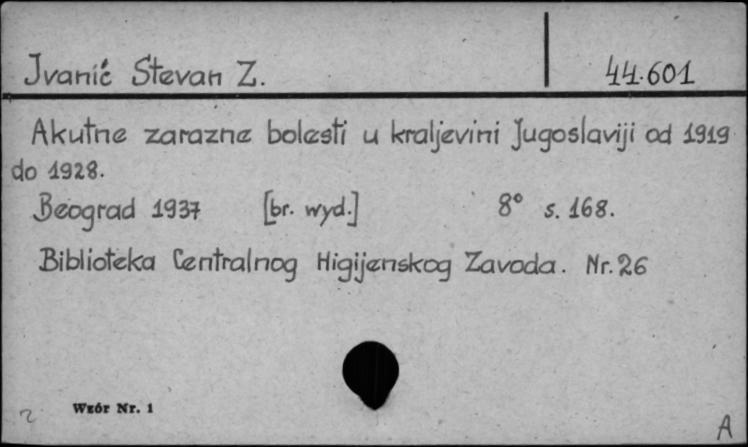 Jvanić Stevan Z.
44.601
Akutne zarazne bolesti u kraljevini Jugoslaviji od 1919
do 1928.
Beograd 1937 [br. wyd.] 8° s. 168.
Biblioteka Centralnog Higijenskog Zavoda. Nr. 26
Wzór Nr. 1
A